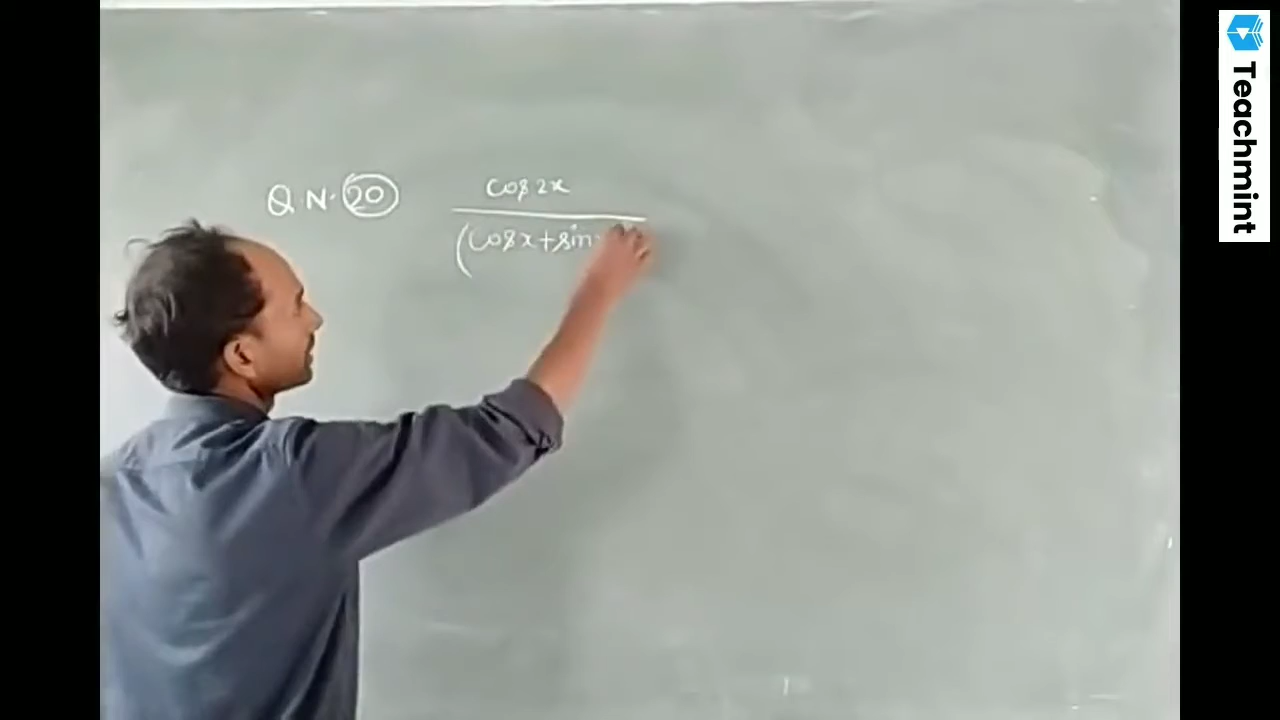 Q N. 20 cos 2x
(cos x + sin
Teachmint